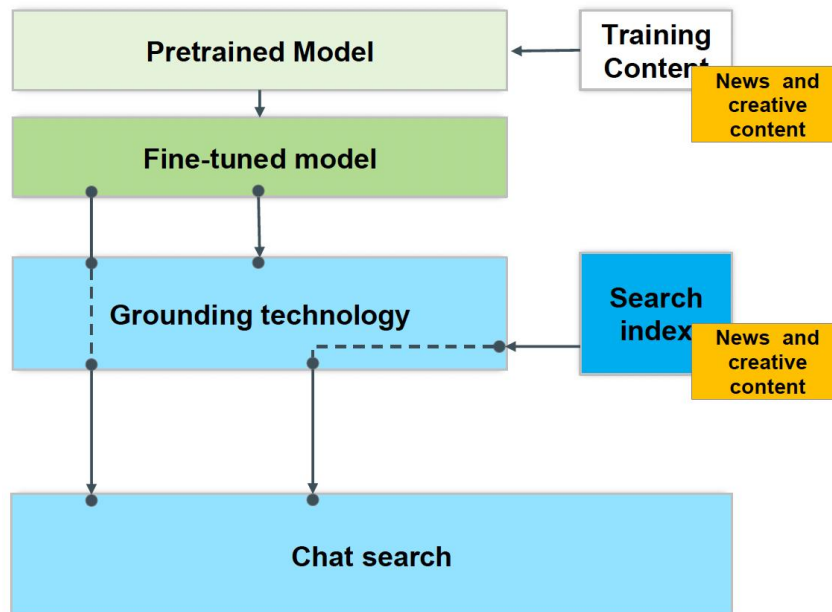 Pretrained Model
Training
Content
News and
creative
content
Fine-tuned model
Grounding technology
Search
index
News and
creative
content
Chat search